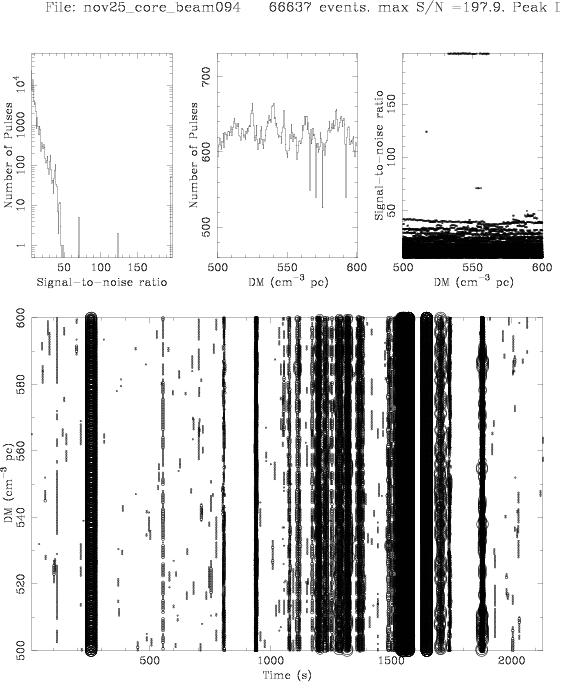 File: nov25_core_beam094 66637 events. max S/N =197.9. Peak
Number of Pulses
10⁴
1000
100
10
1
50 100 150
Signal-to-noise ratio
Number of Pulses
700
600
500
500 550 600
DM (cm⁻³ pc)
Signal-to-noise ratio
150
100
50
500 550 600
DM (cm⁻³ pc)
DM (cm⁻³ pc)
600
580
560
540
520
500
500 1000 1500 2000
Time (s)